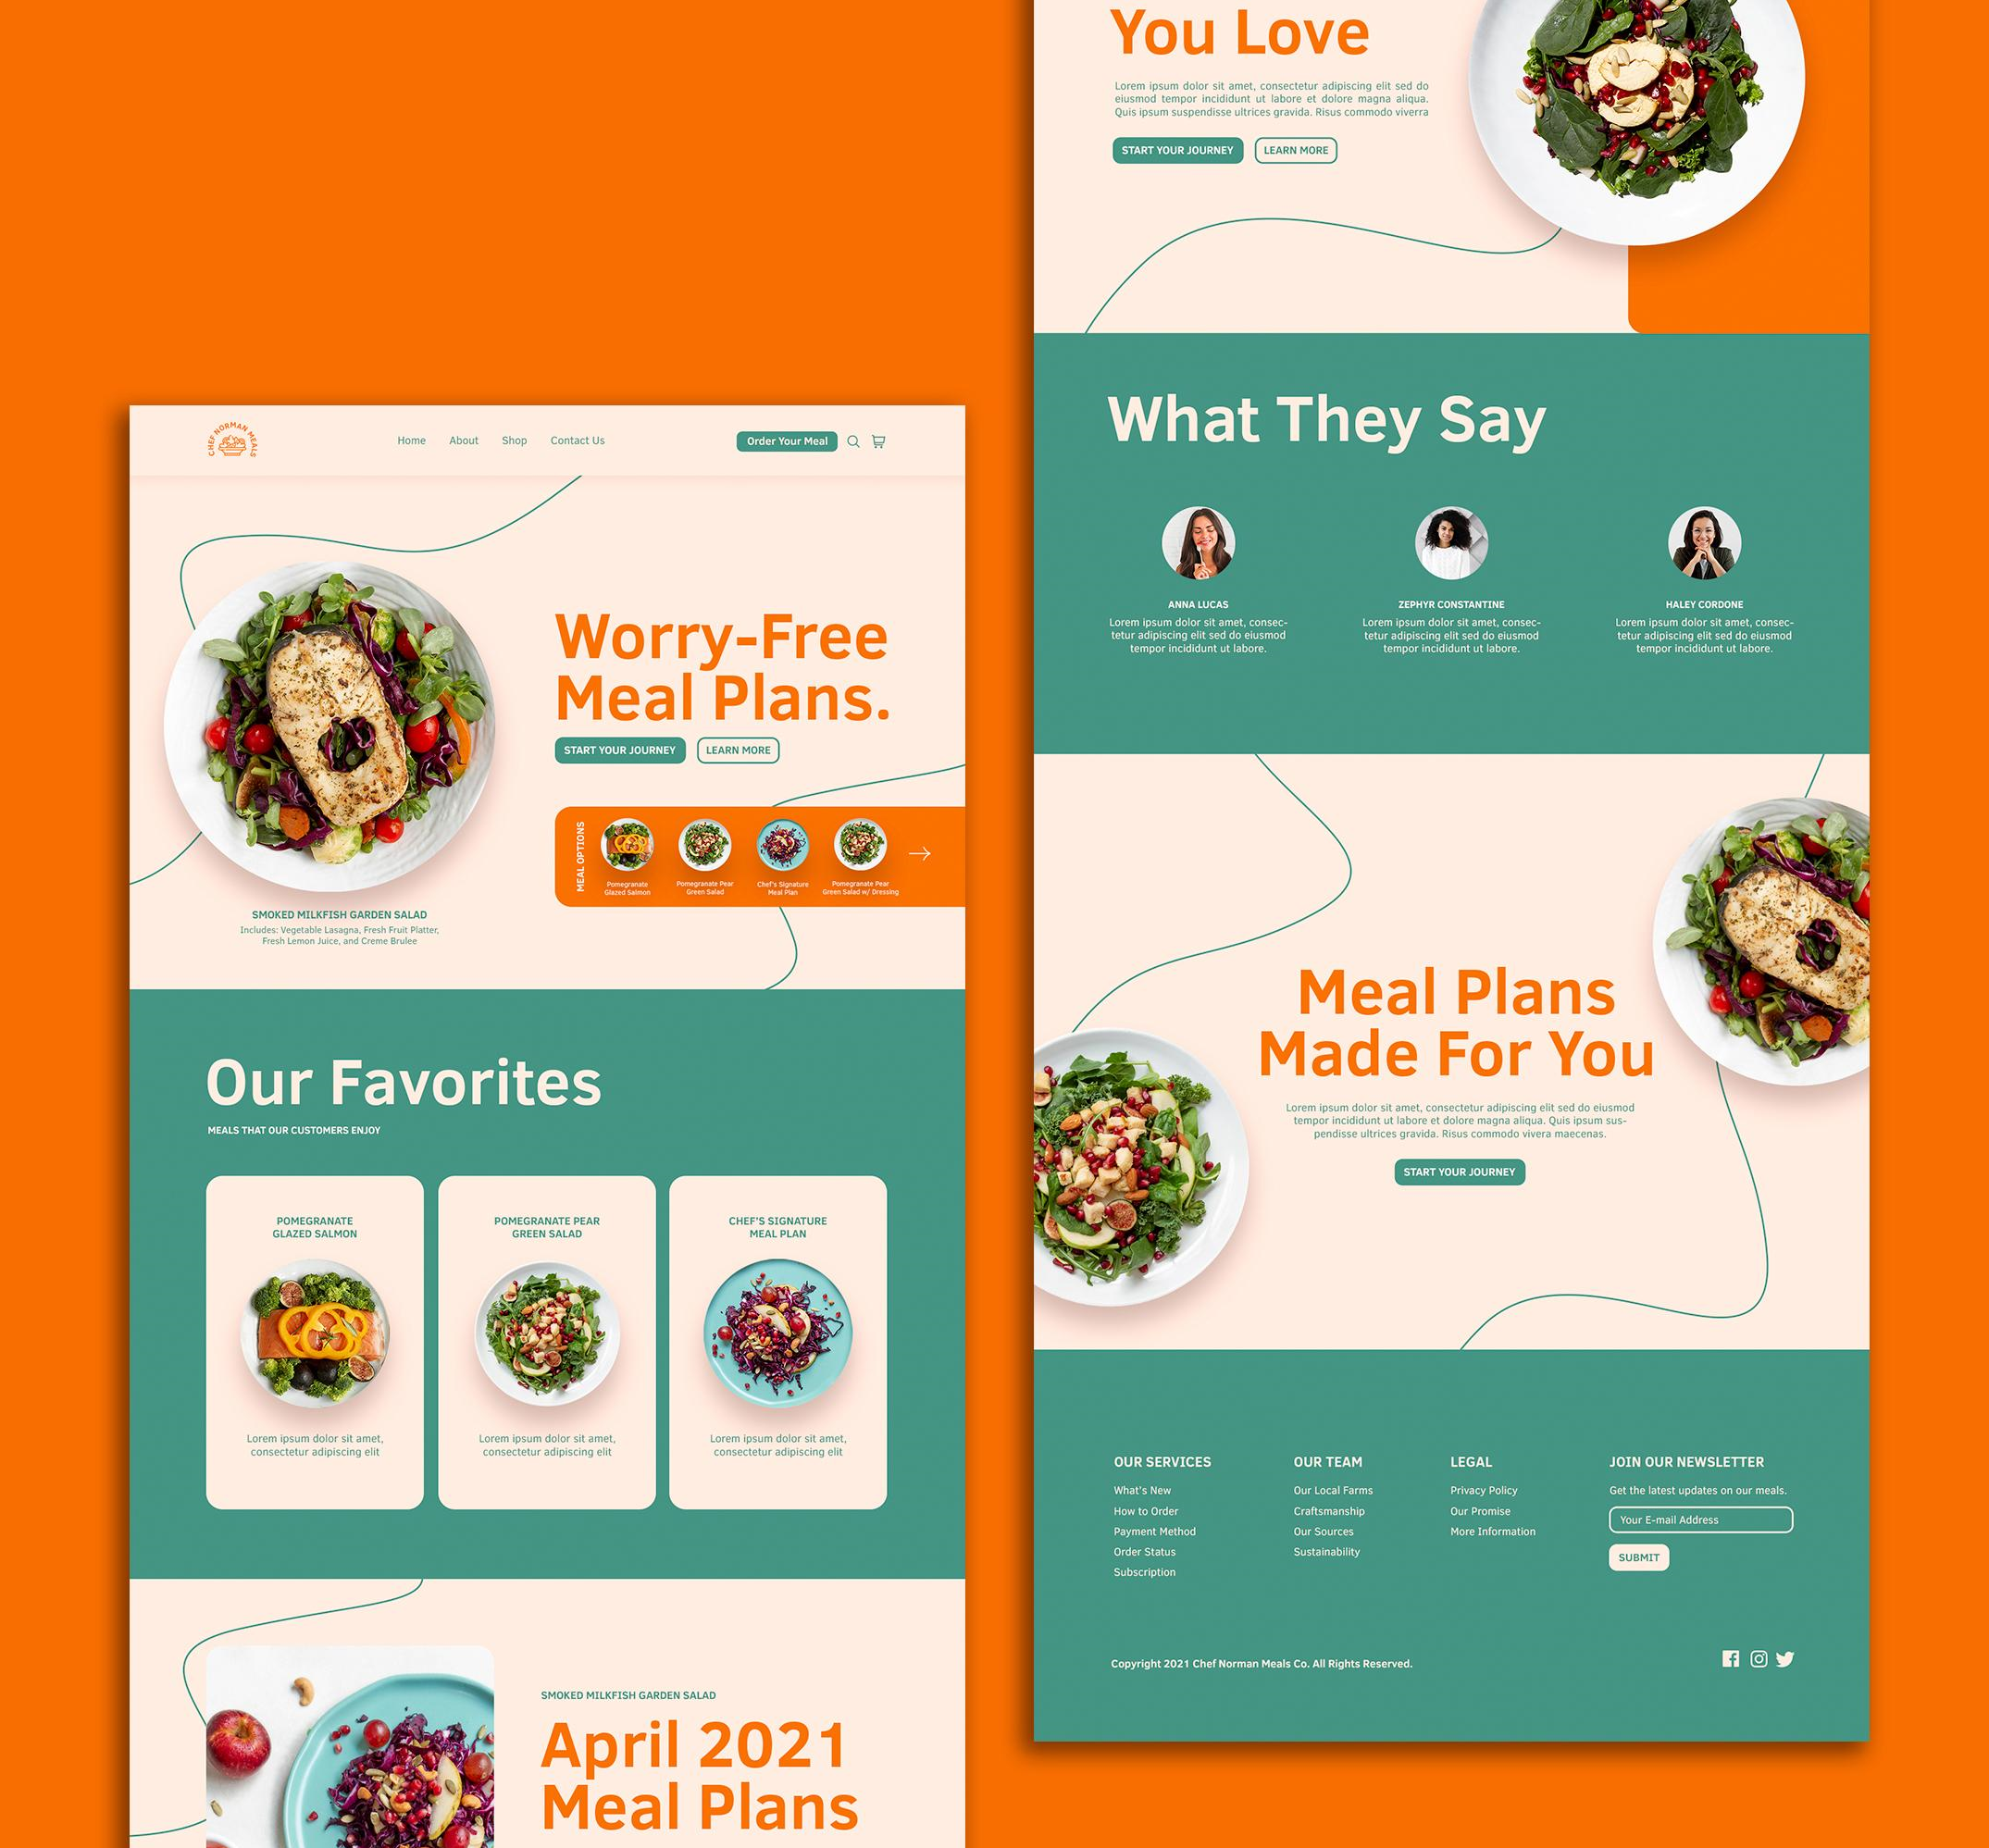 CHEF NORMAN MEALS
Home
About
Shop
Contact Us
Order Your Meal
Worry-Free
Meal Plans.
START YOUR JOURNEY
LEARN MORE
MEAL OPTIONS
Pomegranate
Glazed Salmon
Pomegranate Pear
Green Salad
Chef's Signature
Meal Plan
Pomegranate Pear
Green Salad w/ Dressing
SMOKED MILKFISH GARDEN SALAD
Includes: Vegetable Lasagna, Fresh Fruit Platter,
Fresh Lemon Juice, and Creme Brulee
Our Favorites
MEALS THAT OUR CUSTOMERS ENJOY
POMEGRANATE
GLAZED SALMON
Lorem ipsum dolor sit amet,
consectetur adipiscing elit
POMEGRANATE PEAR
GREEN SALAD
Lorem ipsum dolor sit amet,
consectetur adipiscing elit
CHEF'S SIGNATURE
MEAL PLAN
Lorem ipsum dolor sit amet,
consectetur adipiscing elit
SMOKED MILKFISH GARDEN SALAD
April 2021
Meal Plans
You Love
Lorem ipsum dolor sit amet, consectetur adipiscing elit sed do
eiusmod tempor incididunt ut labore et dolore magna aliqua.
Quis ipsum suspendisse ultrices gravida. Risus commodo viverra
START YOUR JOURNEY
LEARN MORE
What They Say
ANNA LUCAS
Lorem ipsum dolor sit amet, consec-
tetur adipiscing elit sed do eiusmod
tempor incididunt ut labore.
ZEPHYR CONSTANTINE
Lorem ipsum dolor sit amet, consec-
tetur adipiscing elit sed do eiusmod
tempor incididunt ut labore.
HALEY CORDONE
Lorem ipsum dolor sit amet, consec-
tetur adipiscing elit sed do eiusmod
tempor incididunt ut labore.
Meal Plans
Made For You
Lorem ipsum dolor sit amet, consectetur adipiscing elit sed do eiusmod
tempor incididunt ut labore et dolore magna aliqua. Quis ipsum sus-
pendisse ultrices gravida. Risus commodo vivera maecenas.
START YOUR JOURNEY
OUR SERVICES
What's New
How to Order
Payment Method
Order Status
Subscription
OUR TEAM
Our Local Farms
Craftsmanship
Our Sources
Sustainability
LEGAL
Privacy Policy
Our Promise
More Information
JOIN OUR NEWSLETTER
Get the latest updates on our meals.
Your E-mail Address
SUBMIT
Copyright 2021 Chef Norman Meals Co. All Rights Reserved.